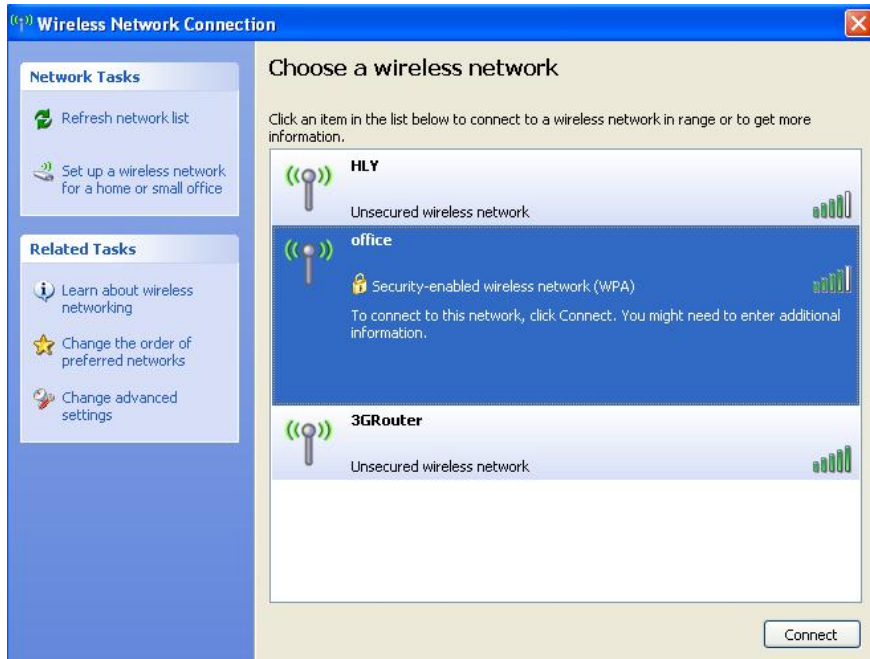 Wireless Network Connection
Network Tasks
Refresh network list
Set up a wireless network
for a home or small office
Related Tasks
Learn about wireless
networking
Change the order of
preferred networks
Change advanced
settings
Choose a wireless network
Click an item in the list below to connect to a wireless network in range or to get more
information.
HLY
Unsecured wireless network
office
Security-enabled wireless network (WPA)
To connect to this network, click Connect. You might need to enter additional
information.
3GRouter
Unsecured wireless network
Connect